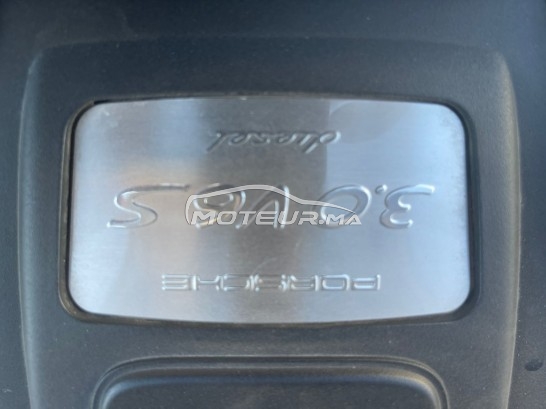 PORSCHE
3.0 V6 S
diesel
MOTEUR.MA